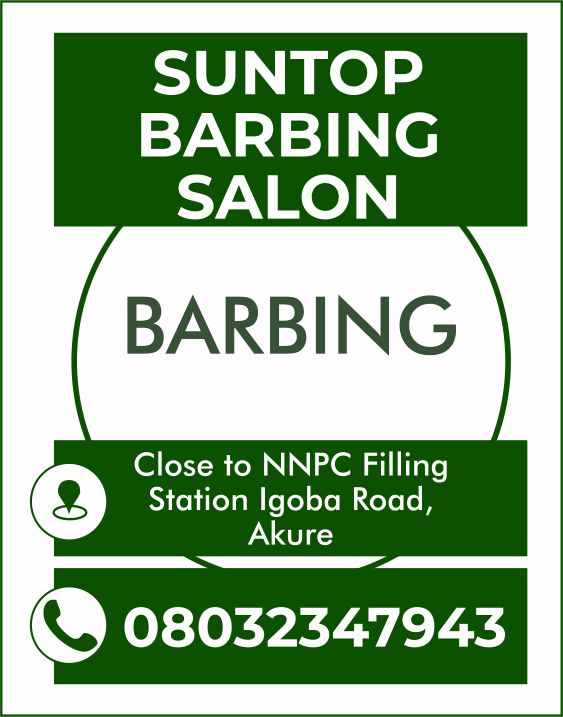 SUNTOP
BARBING
SALON
BARBING
Close to NNPC Filling
Station Igoba Road,
Akure
08032347943